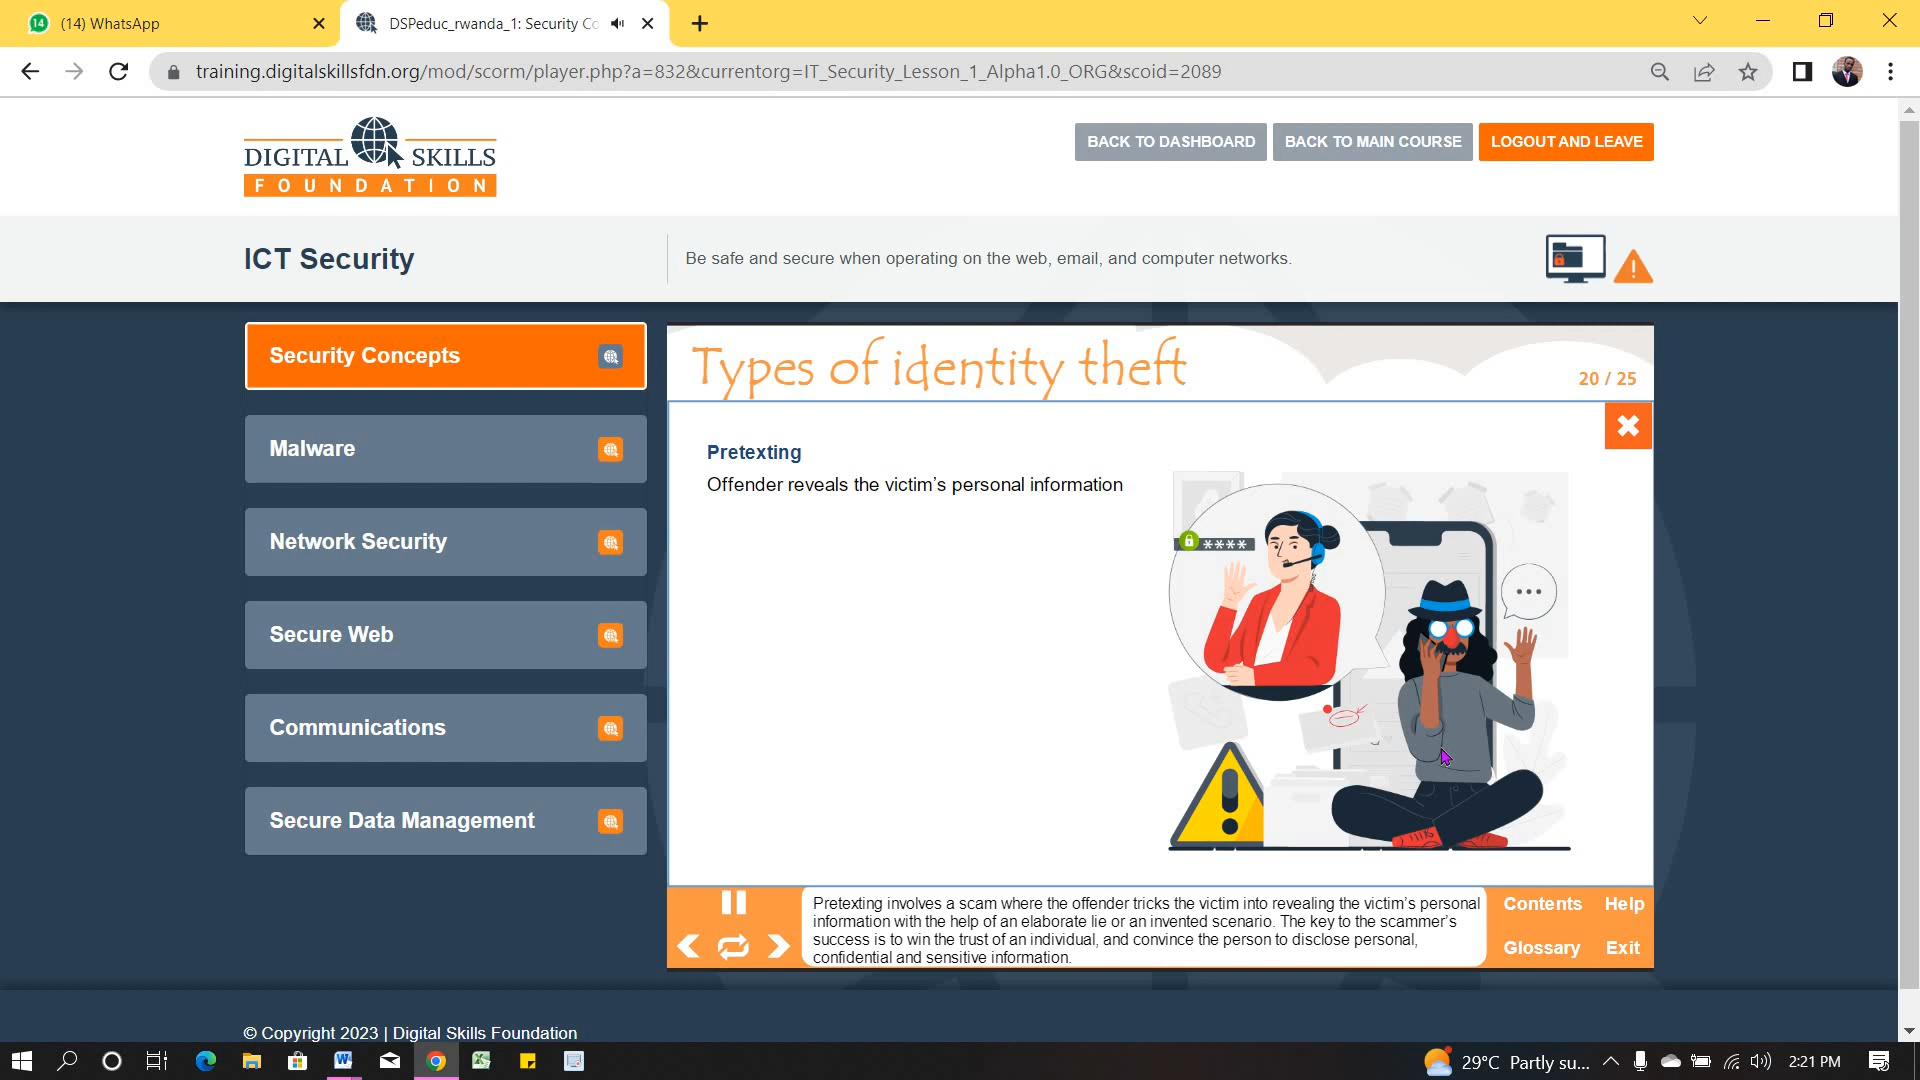 14
(14) WhatsApp
DSPeduc_rwanda_1: Security Co
training.digitalskillsfdn.org/mod/scorm/player.php?a=832&currentorg=IT_Security_Lesson_1_Alpha1.0_ORG&scoid=2089
DIGITAL SKILLS
FOUNDATION
BACK TO DASHBOARD
BACK TO MAIN COURSE
LOGOUT AND LEAVE
ICT Security
Be safe and secure when operating on the web, email, and computer networks.
Security Concepts
Malware
Network Security
Secure Web
Communications
Secure Data Management
Types of identity theft
20 / 25
Pretexting
Offender reveals the victim's personal information
****
Pretexting involves a scam where the offender tricks the victim into revealing the victim's personal
information with the help of an elaborate lie or an invented scenario. The key to the scammer's
success is to win the trust of an individual, and convince the person to disclose personal,
confidential and sensitive information.
Contents
Help
Glossary
Exit
© Copyright 2023 | Digital Skills Foundation
29°C Partly su...
2:21 PM